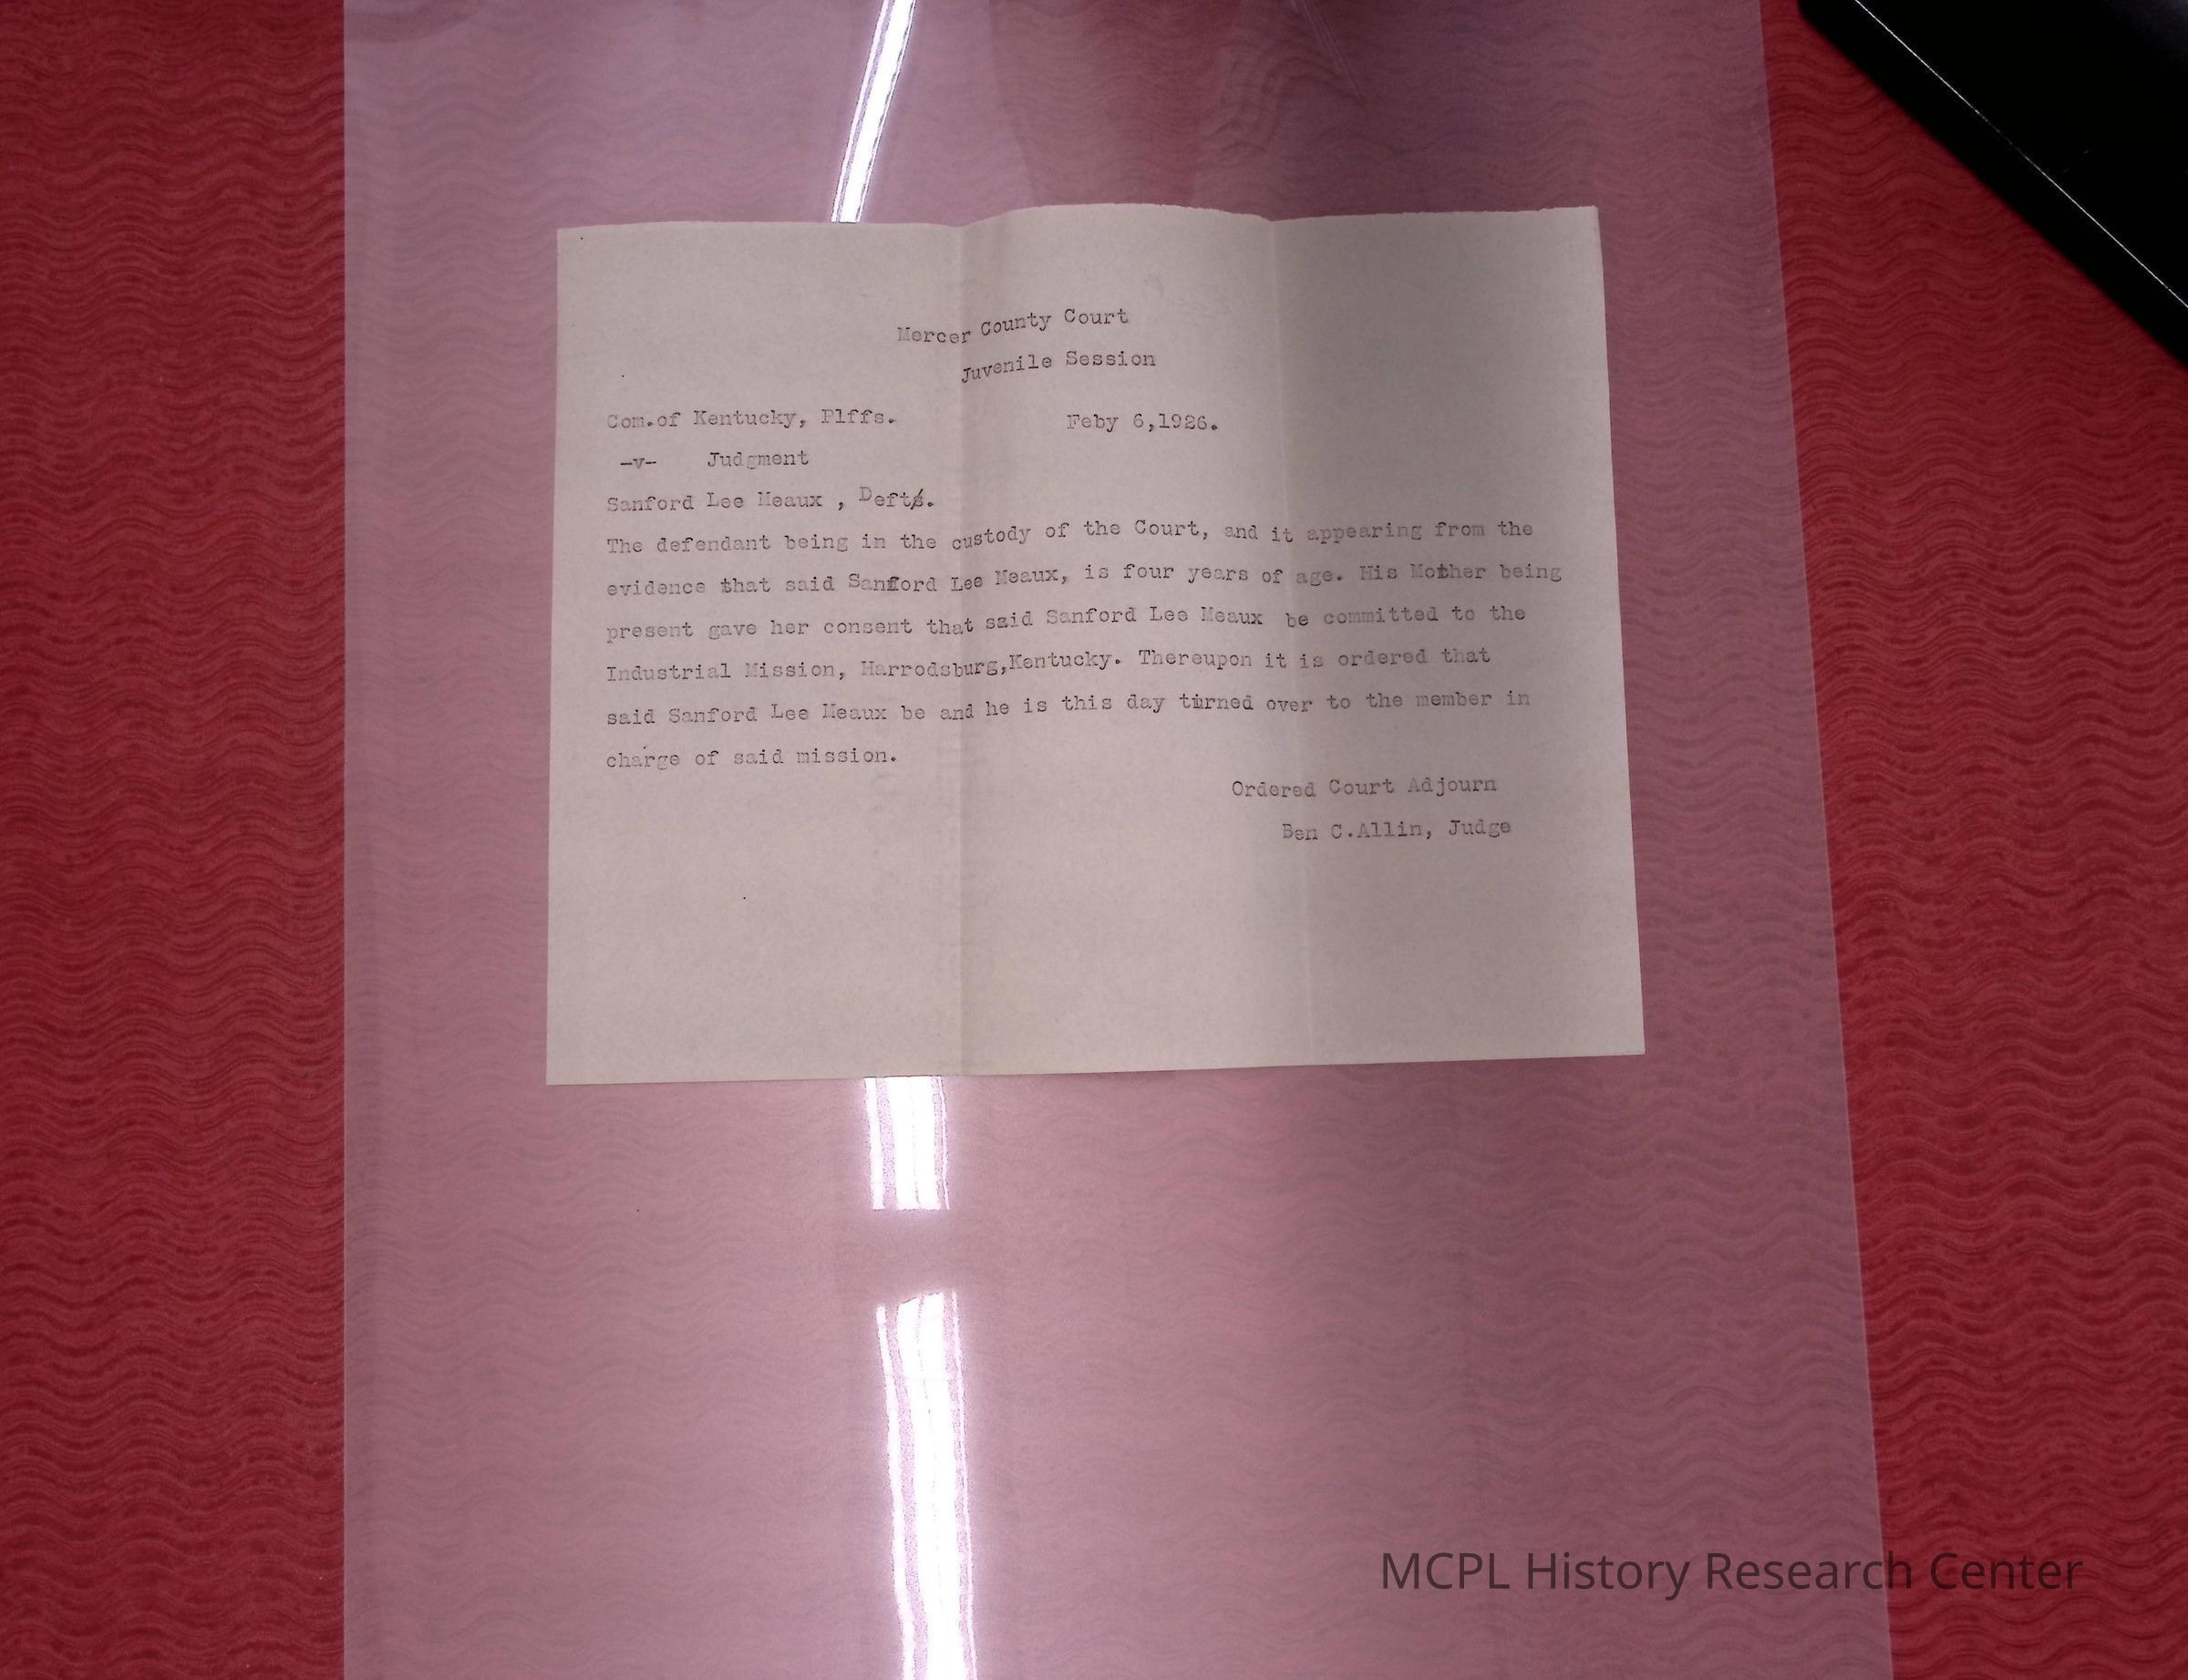 Mercer County Court
Juvenile Session
Com.of Kentucky, Plffs. Feby 6,1926.
-v- Judgment
Sanford Lee Meaux , Deft.
The defendant being in the custody of the Court, and it appearing from the
evidence that said Sanford Lee Meaux, is four years of age. His Mother being
present gave her consent that said Sanford Lee Meaux be committed to the
Industrial Mission, Harrodsburg,Kentucky. Thereupon it is ordered that
said Sanford Lee Meaux be and he is this day turned over to the member in
charge of said mission.
Ordered Court Adjourn
Ben C.Allin, Judge
MCPL History Research Center